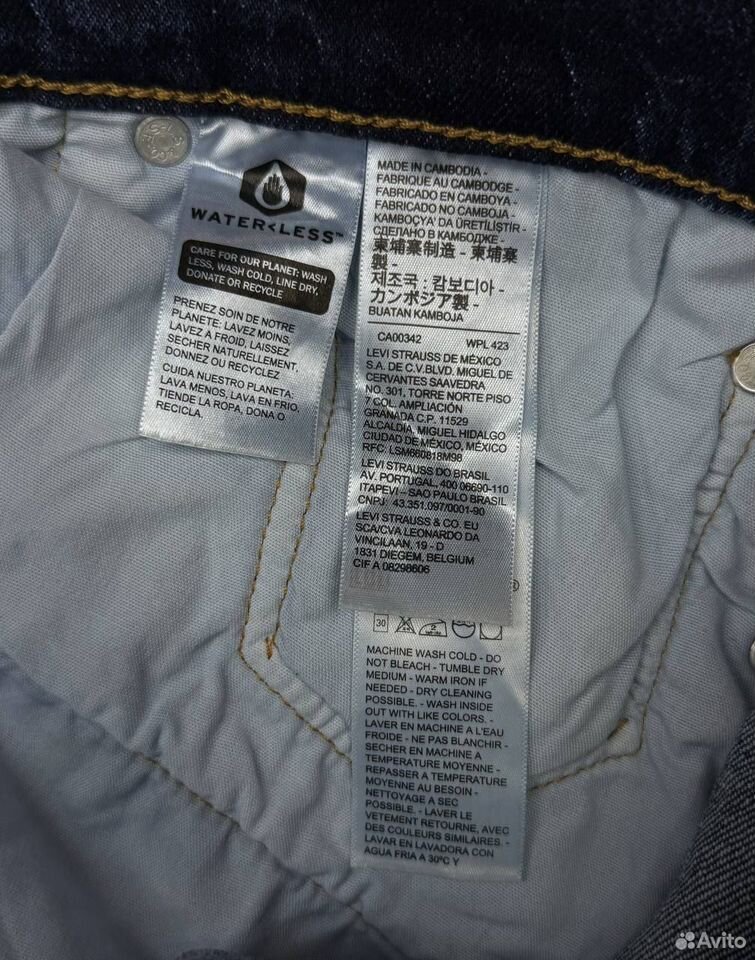 WATER<LESS™
CARE FOR OUR PLANET: WASH
LESS, WASH COLD, LINE DRY,
DONATE OR RECYCLE
PRENEZ SOIN DE NOTRE
PLANETE: LAVEZ MOINS,
LAVEZ A FROID, LAISSEZ
SECHER NATURELLEMENT,
DONNEZ OU RECYCLEZ
CUIDA NUESTRO PLANETA:
LAVA MENOS, LAVA EN FRIO,
TIENDE LA ROPA, DONA O
RECICLA.
MADE IN CAMBODIA -
FABRIQUE AU CAMBODGE -
FABRICADO EN CAMBOYA -
FABRICADO NO CAMBOJA -
KAMBOÇYA' DA ÜRETİLİŞTİR -
СДЕЛАНО В КАМБОДЖЕ -
柬埔寨制造 - 柬埔寨
製 -
제조국 : 캄보디아 -
カンボジア製 -
BUATAN KAMBOJA
CA00342 WPL 423
LEVI STRAUSS DE MÉXICO
S.A. DE C.V.BLVD. MIGUEL DE
CERVANTES SAAVEDRA
NO. 301, TORRE NORTE PISO
7 COL. AMPLIACIÓN
GRANADA C.P. 11529
ALCALDÍA, MIGUEL HIDALGO
CIUDAD DE MÉXICO, MÉXICO
RFC: LSM660818M98
LEVI STRAUSS DO BRASIL
AV. PORTUGAL, 400 06690-110
ITAPEVI – SAO PAULO BRASIL
CNPJ: 43.351.097/0001-90
LEVI STRAUSS & CO. EU
SCA/CVA LEONARDO DA
VINCILAAN, 19 - D
1831 DIEGEM, BELGIUM
CIF A 08298606
®
30
MACHINE WASH COLD - DO
NOT BLEACH - TUMBLE DRY
MEDIUM - WARM IRON IF
NEEDED - DRY CLEANING
POSSIBLE. - WASH INSIDE
OUT WITH LIKE COLORS. -
LAVER EN MACHINE A L'EAU
FROIDE - NE PAS BLANCHIR -
SECHER EN MACHINE A
TEMPERATURE MOYENNE -
REPASSER A TEMPERATURE
MOYENNE AU BESOIN -
NETTOYAGE A SEC
POSSIBLE. - LAVER LE
VETEMENT RETOURNE, AVEC
DES COULEURS SIMILAIRES. -
LAVAR EN LAVADORA CON
AGUA FRIA A 30ºC Y
Avito